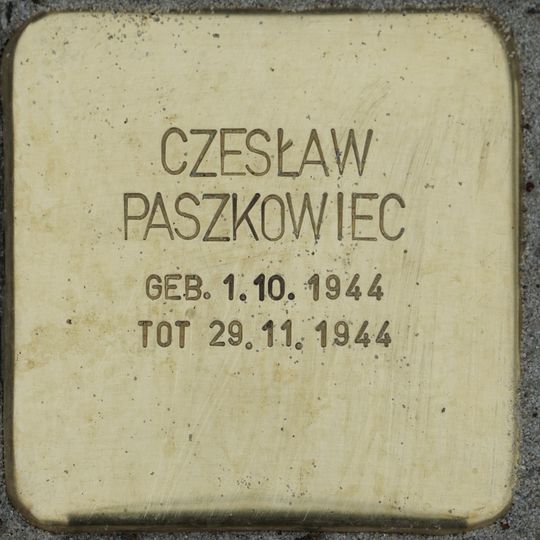 CZESŁAW
PASZKOWIEC
GEB. 1.10. 1944
TOT 29.11. 1944